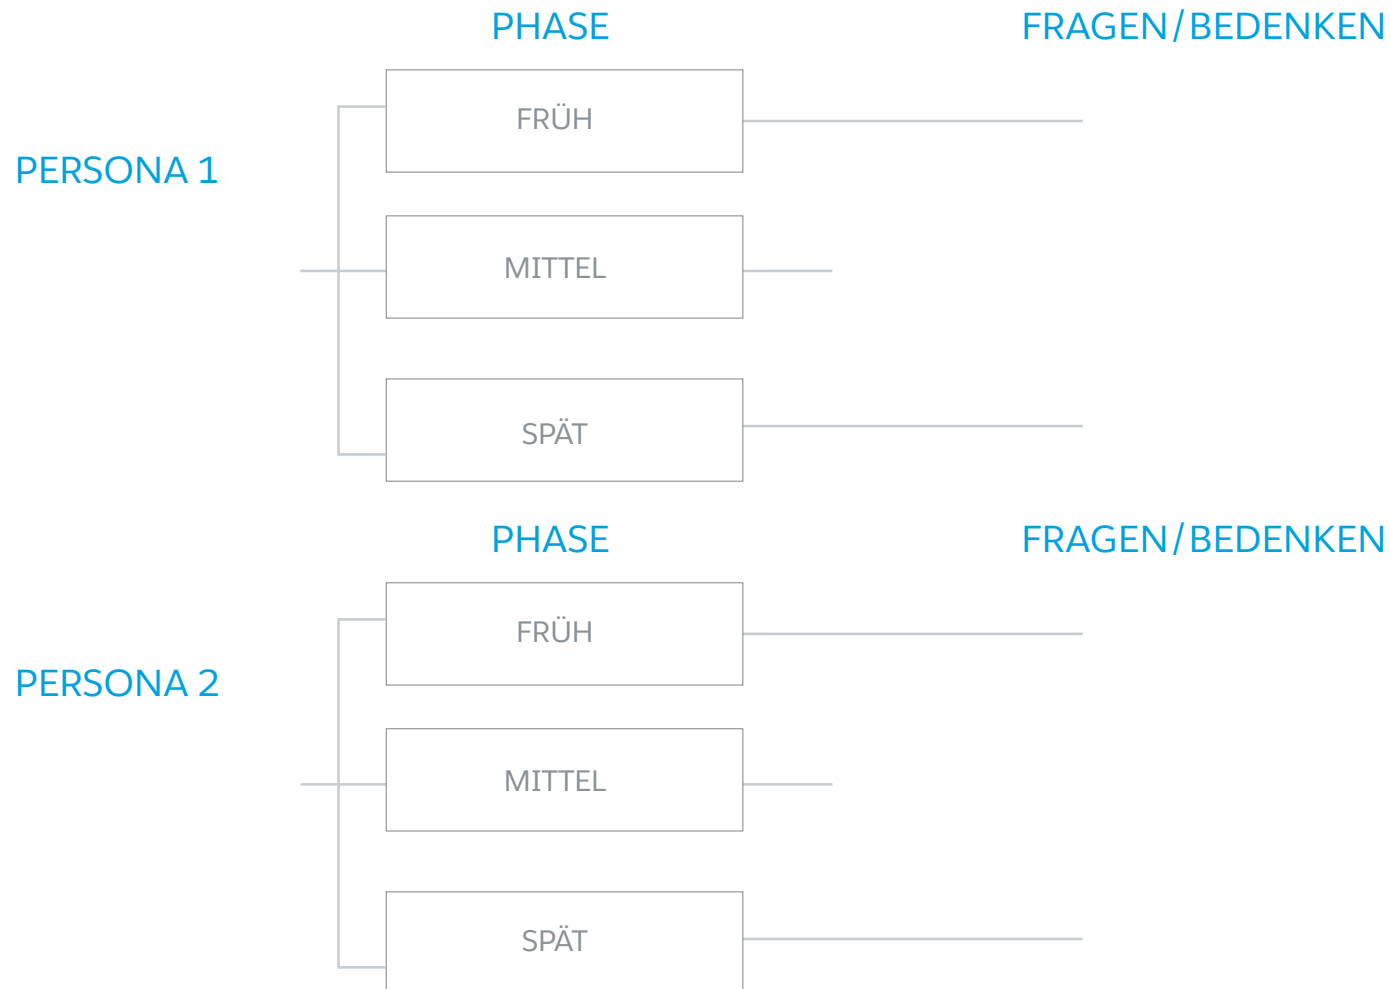 PHASE
FRAGEN/BEDENKEN
FRÜH
PERSONA 1
MITTEL
SPÄT
PHASE
FRAGEN/BEDENKEN
FRÜH
PERSONA 2
MITTEL
SPÄT